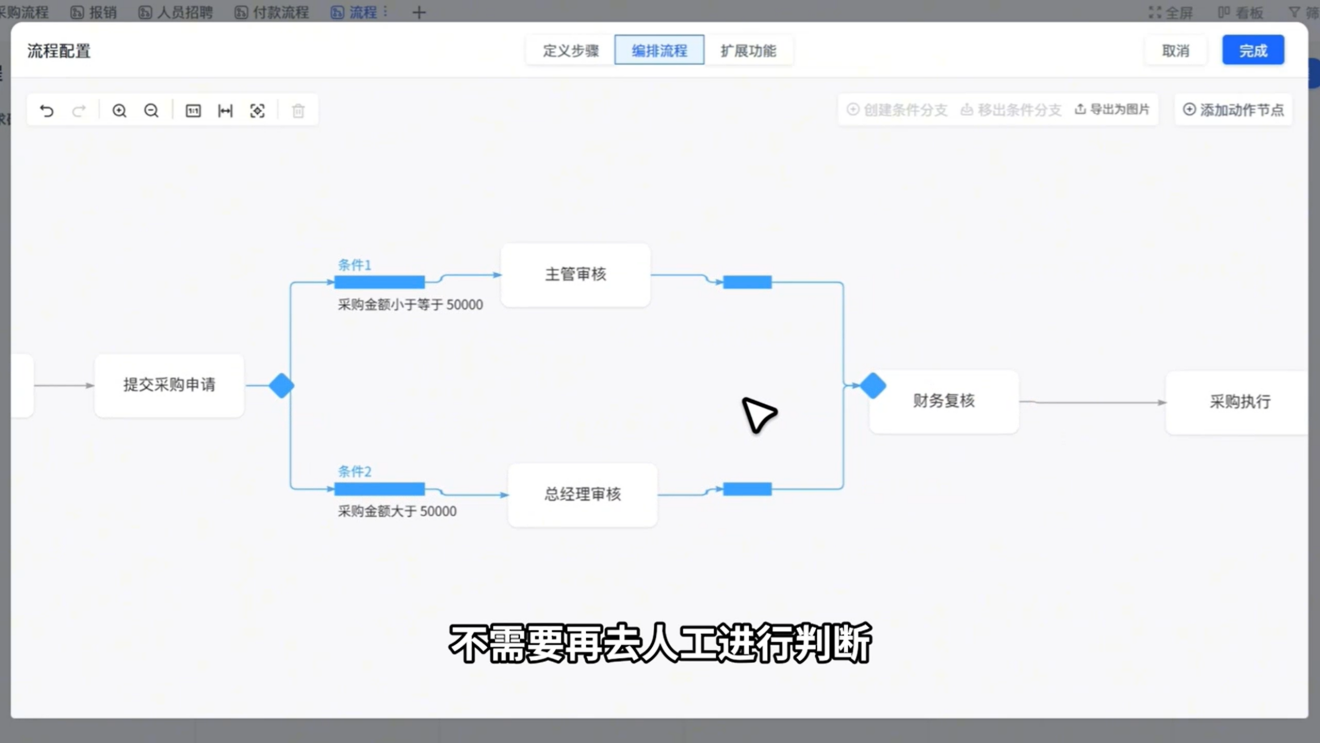 采购流程 报销 人员招聘 付款流程 流程 全屏 看板
流程配置 定义步骤 编排流程 扩展功能 取消 完成
1:1 创建条件分支 移出条件分支 导出为图片 添加动作节点
条件1
主管审核
采购金额小于等于 50000
提交采购申请
财务复核
采购执行
条件2
总经理审核
采购金额大于 50000
不需要再去人工进行判断